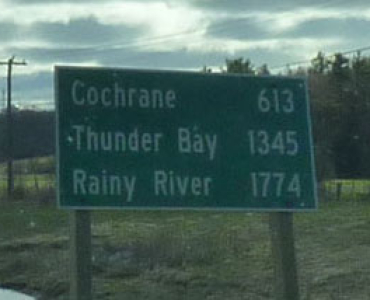 Cochrane 613
Thunder Bay 1345
Rainy River 1774